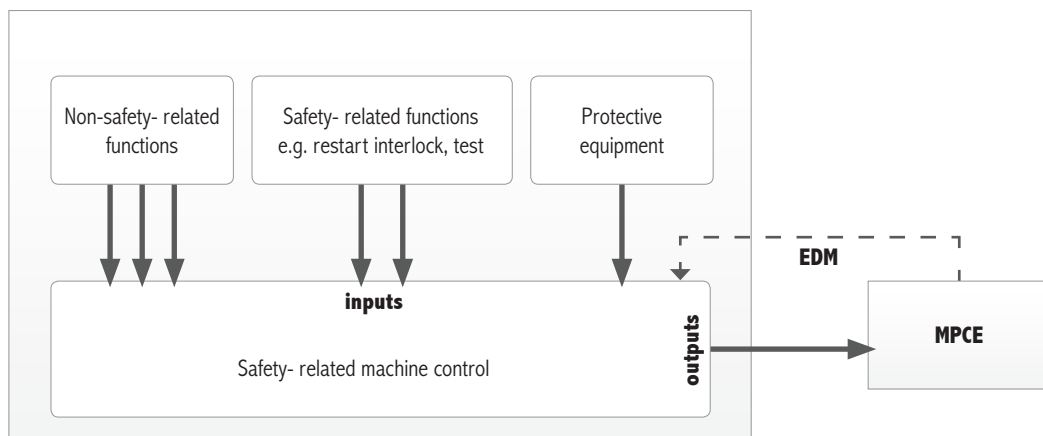 Non-safety- related
functions
Safety- related functions
e.g. restart interlock, test
Protective
equipment
EDM
inputs
outputs
MPCE
Safety- related machine control